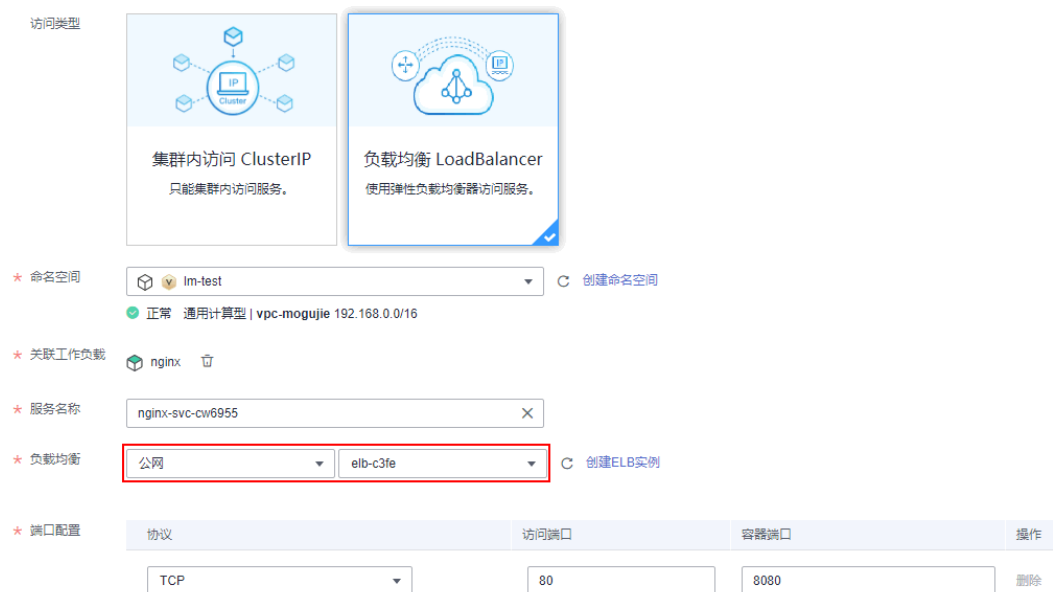 访问类型
IP
Cluster
IP
集群内访问 ClusterIP
只能集群内访问服务。
负载均衡 LoadBalancer
使用弹性负载均衡器访问服务。
* 命名空间
V lm-test
创建命名空间
正常 通用计算型 | vpc-mogujie 192.168.0.0/16
* 关联工作负载
nginx
* 服务名称
nginx-svc-cw6955
* 负载均衡
公网
elb-c3fe
创建ELB实例
* 端口配置
协议 访问端口 容器端口 操作
TCP 80 8080 删除